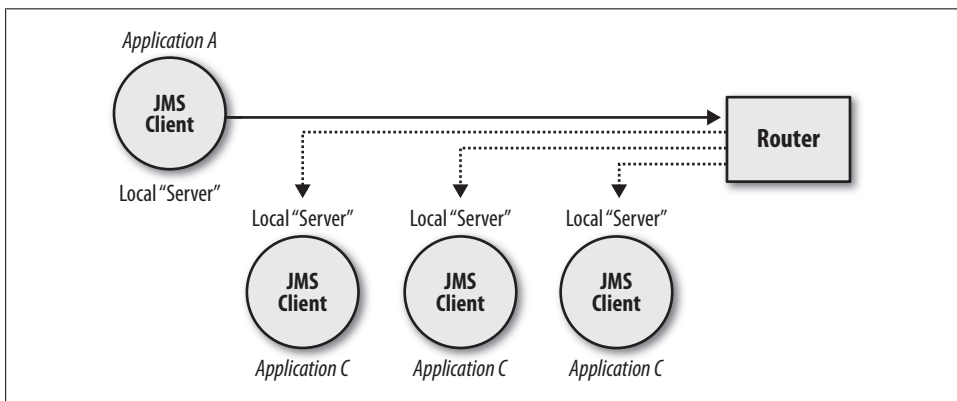 Application A
JMS
Client
Router
Local “Server”
Local “Server”
Local “Server”
Local “Server”
JMS
Client
JMS
Client
JMS
Client
Application C
Application C
Application C